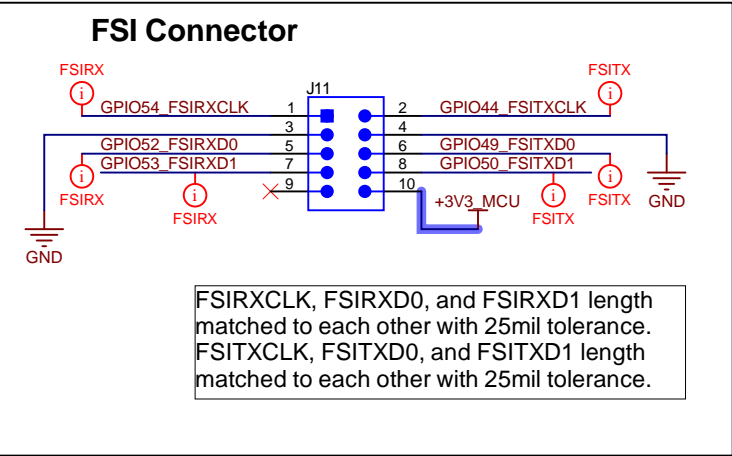 FSI Connector
FSIRX
FSITX
i
i
J11
GPIO54_FSIRXCLK
1
2
GPIO44_FSITXCLK
3
4
GPIO52_FSIRXD0
5
6
GPIO49_FSITXD0
GPIO53_FSIRXD1
7
8
GPIO50_FSITXD1
i
i
i
i
9
10
FSIRX
FSIRX
+3V3_MCU
FSITX
FSITX
GND
GND
FSIRXCLK, FSIRXD0, and FSIRXD1 length
matched to each other with 25mil tolerance.
FSITXCLK, FSITXD0, and FSITXD1 length
matched to each other with 25mil tolerance.